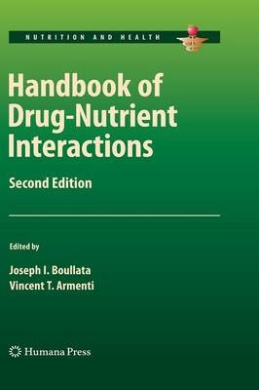 NUTRITION AND HEALTH
Handbook of
Drug-Nutrient
Interactions
Second Edition
Edited by
Joseph I. Boullata
Vincent T. Armenti
Humana Press